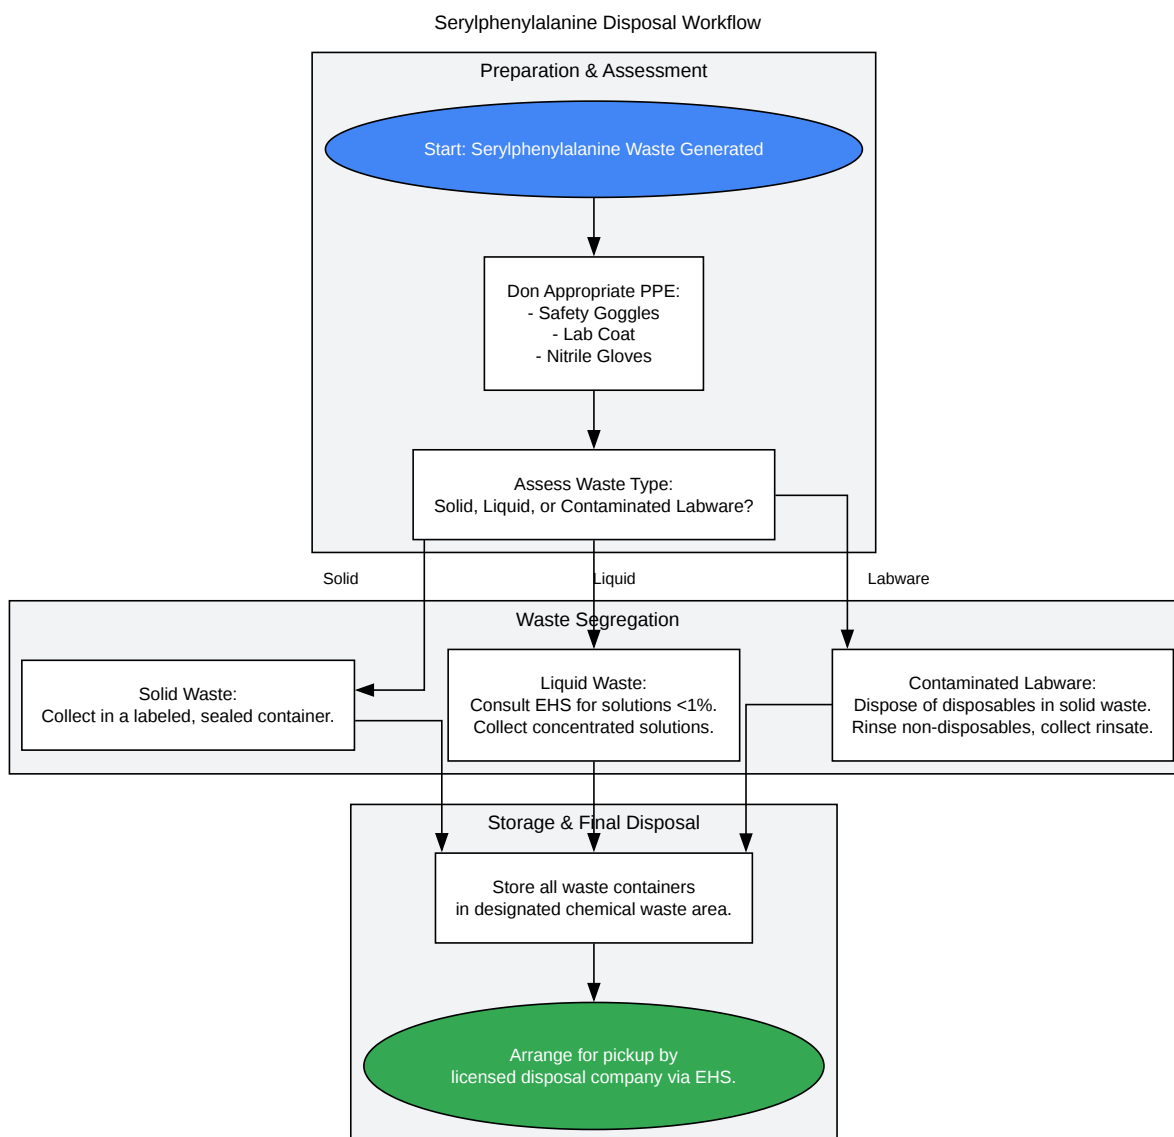 Serylphenylalanine Disposal Workflow
Preparation & Assessment
Start: Serylphenylalanine Waste Generated
Don Appropriate PPE:
- Safety Goggles
- Lab Coat
- Nitrile Gloves
Assess Waste Type:
Solid, Liquid, or Contaminated Labware?
Solid
Liquid
Labware
Waste Segregation
Solid Waste:
Collect in a labeled, sealed container.
Liquid Waste:
Consult EHS for solutions <1%.
Collect concentrated solutions.
Contaminated Labware:
Dispose of disposables in solid waste.
Rinse non-disposables, collect rinsate.
Storage & Final Disposal
Store all waste containers
in designated chemical waste area.
Arrange for pickup by
licensed disposal company via EHS.